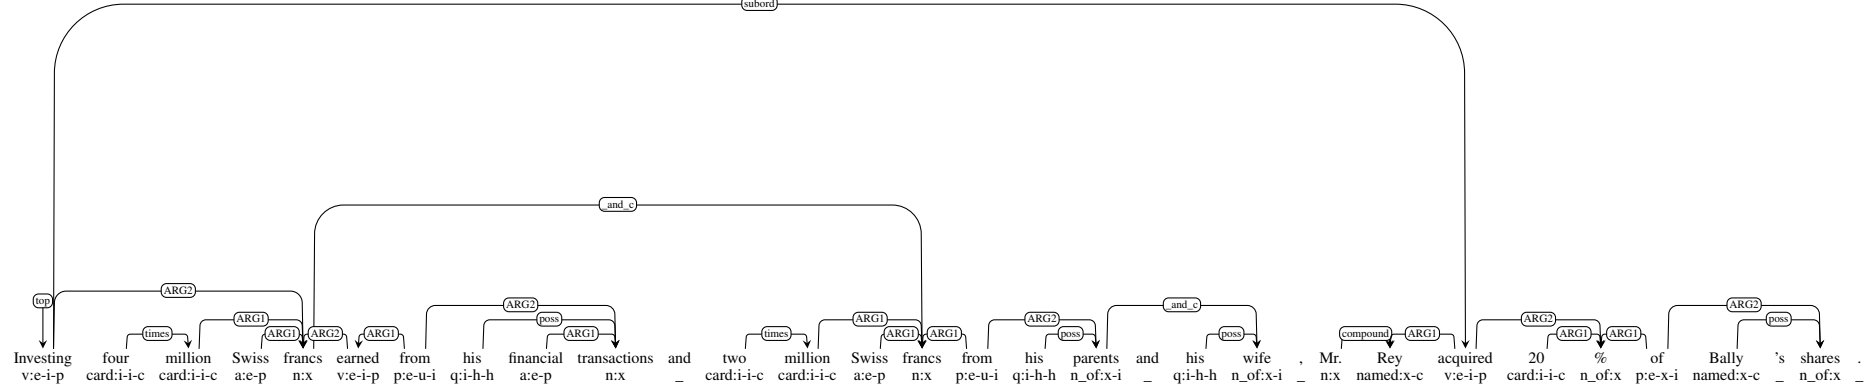 subord
_and_c
ARG2
top
ARG2 _and_c ARG2
ARG1 poss ARG1 ARG2 ARG2
times ARG1 ARG2 ARG1 ARG1 times ARG1 ARG1 poss poss compound ARG1 ARG1 ARG1 poss
Investing four million Swiss francs earned from his financial transactions and two million Swiss francs from his parents and his wife , Mr. Rey acquired 20 % of Bally 's shares .
v:e-i-p card:i-i-c card:i-i-c a:e-p n:x v:e-i-p p:e-u-i q:i-h-h a:e-p n:x _ card:i-i-c card:i-i-c a:e-p n:x p:e-u-i q:i-h-h n_of:x-i _ q:i-h-h n_of:x-i _ n:x named:x-c v:e-i-p card:i-i-c n_of:x p:e-x-i named:x-c _ n_of:x _